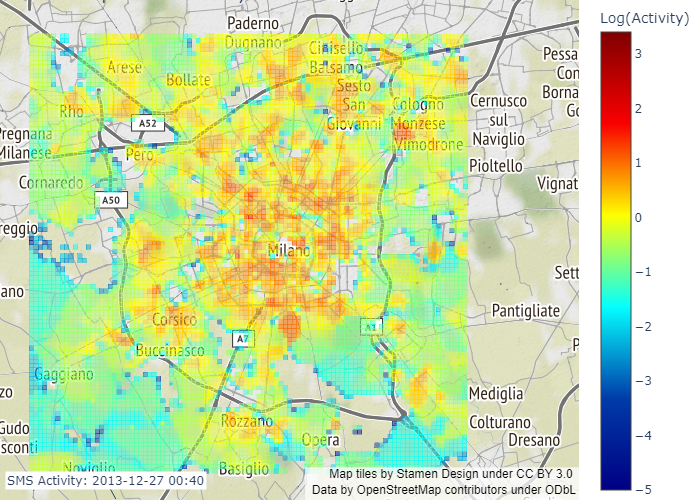 Log(Activity)
3
2
1
0
−1
−2
−3
−4
−5
Paderno
Dugnano
Cinisello
Balsamo
Arese
Bollate
Sesto
San
Giovanni
Cologno
Monzese
Vimodrone
Cernusco
sul
Naviglio
Pessa
Con
Borna
Go
Rho
A52
Pregnana
Milanese
Pero
Pioltello
Cornaredo
Vignat
A50
reggio
Milano
Sett
ano
Pantigliate
Corsico
A7
Buccinasco
P
Gaggiano
zo
Mediglia
Gudo
sconti
Rozzano
Colturano
Dresano
Opera
Noviglio
Basiglio
SMS Activity: 2013-12-27 00:40
Map tiles by Stamen Design under CC BY 3.0
Data by OpenStreetMap contributors under ODbL